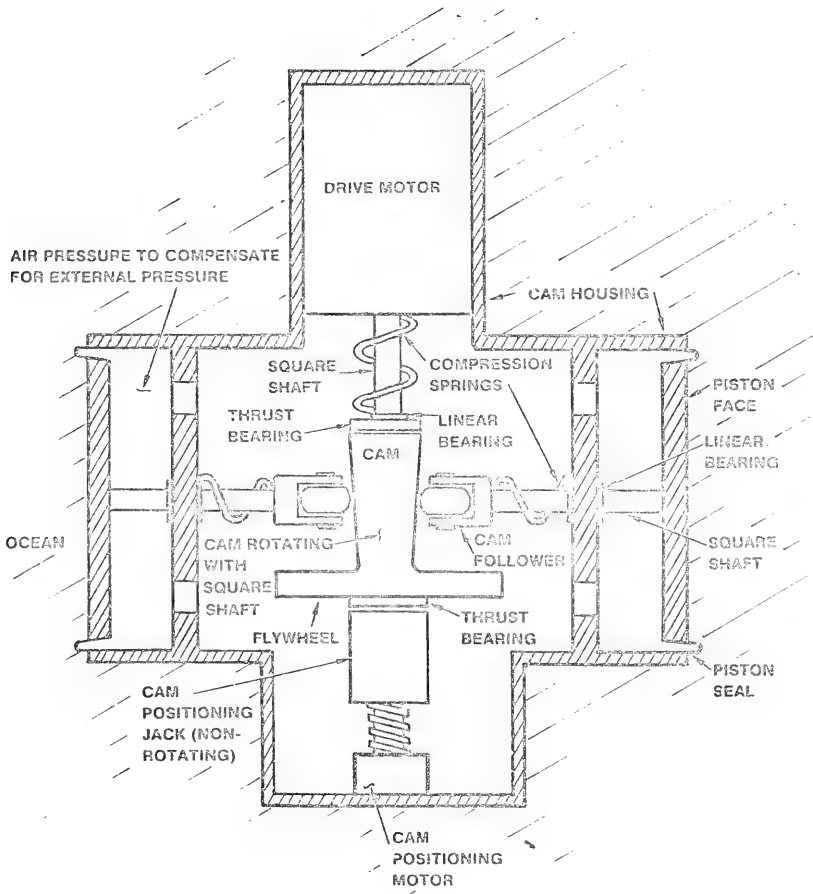 DRIVE MOTOR
AIR PRESSURE TO COMPENSATE
FOR EXTERNAL PRESSURE
CAM HOUSING
SQUARE
SHAFT
COMPRESSION
SPRINGS
PISTON
FACE
THRUST
BEARING
LINEAR
BEARING
CAM
LINEAR
BEARING
OCEAN
CAM ROTATING
WITH
SQUARE
SHAFT
CAM
FOLLOWER
SQUARE
SHAFT
FLYWHEEL
THRUST
BEARING
PISTON
SEAL
CAM
POSITIONING
JACK (NON-
ROTATING)
CAM
POSITIONING
MOTOR